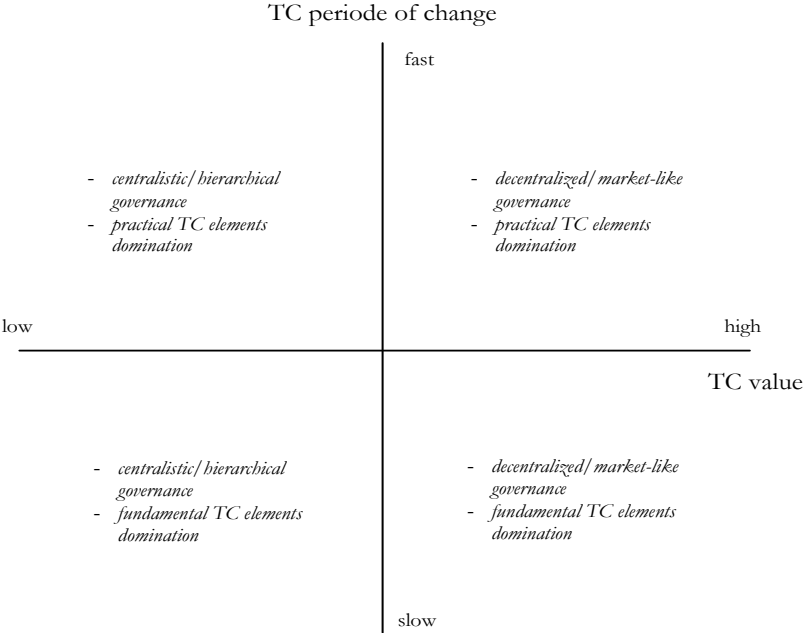 TC periode of change
fast
- centralistic/hierarchical
governance
- practical TC elements
domination
- decentralized/market-like
governance
- practical TC elements
domination
low
high
TC value
- centralistic/hierarchical
governance
- fundamental TC elements
domination
- decentralized/market-like
governance
- fundamental TC elements
domination
slow